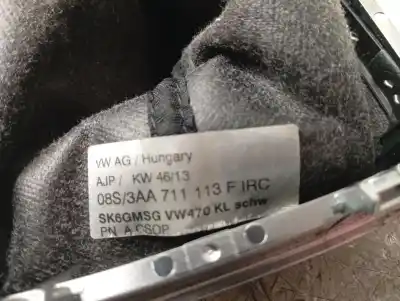 VW AG / Hungary
AJP / KW 46/13
08S/3AA 711 113 F IRC
SK6GMSG VW470 KL schw
PN. A CSOP